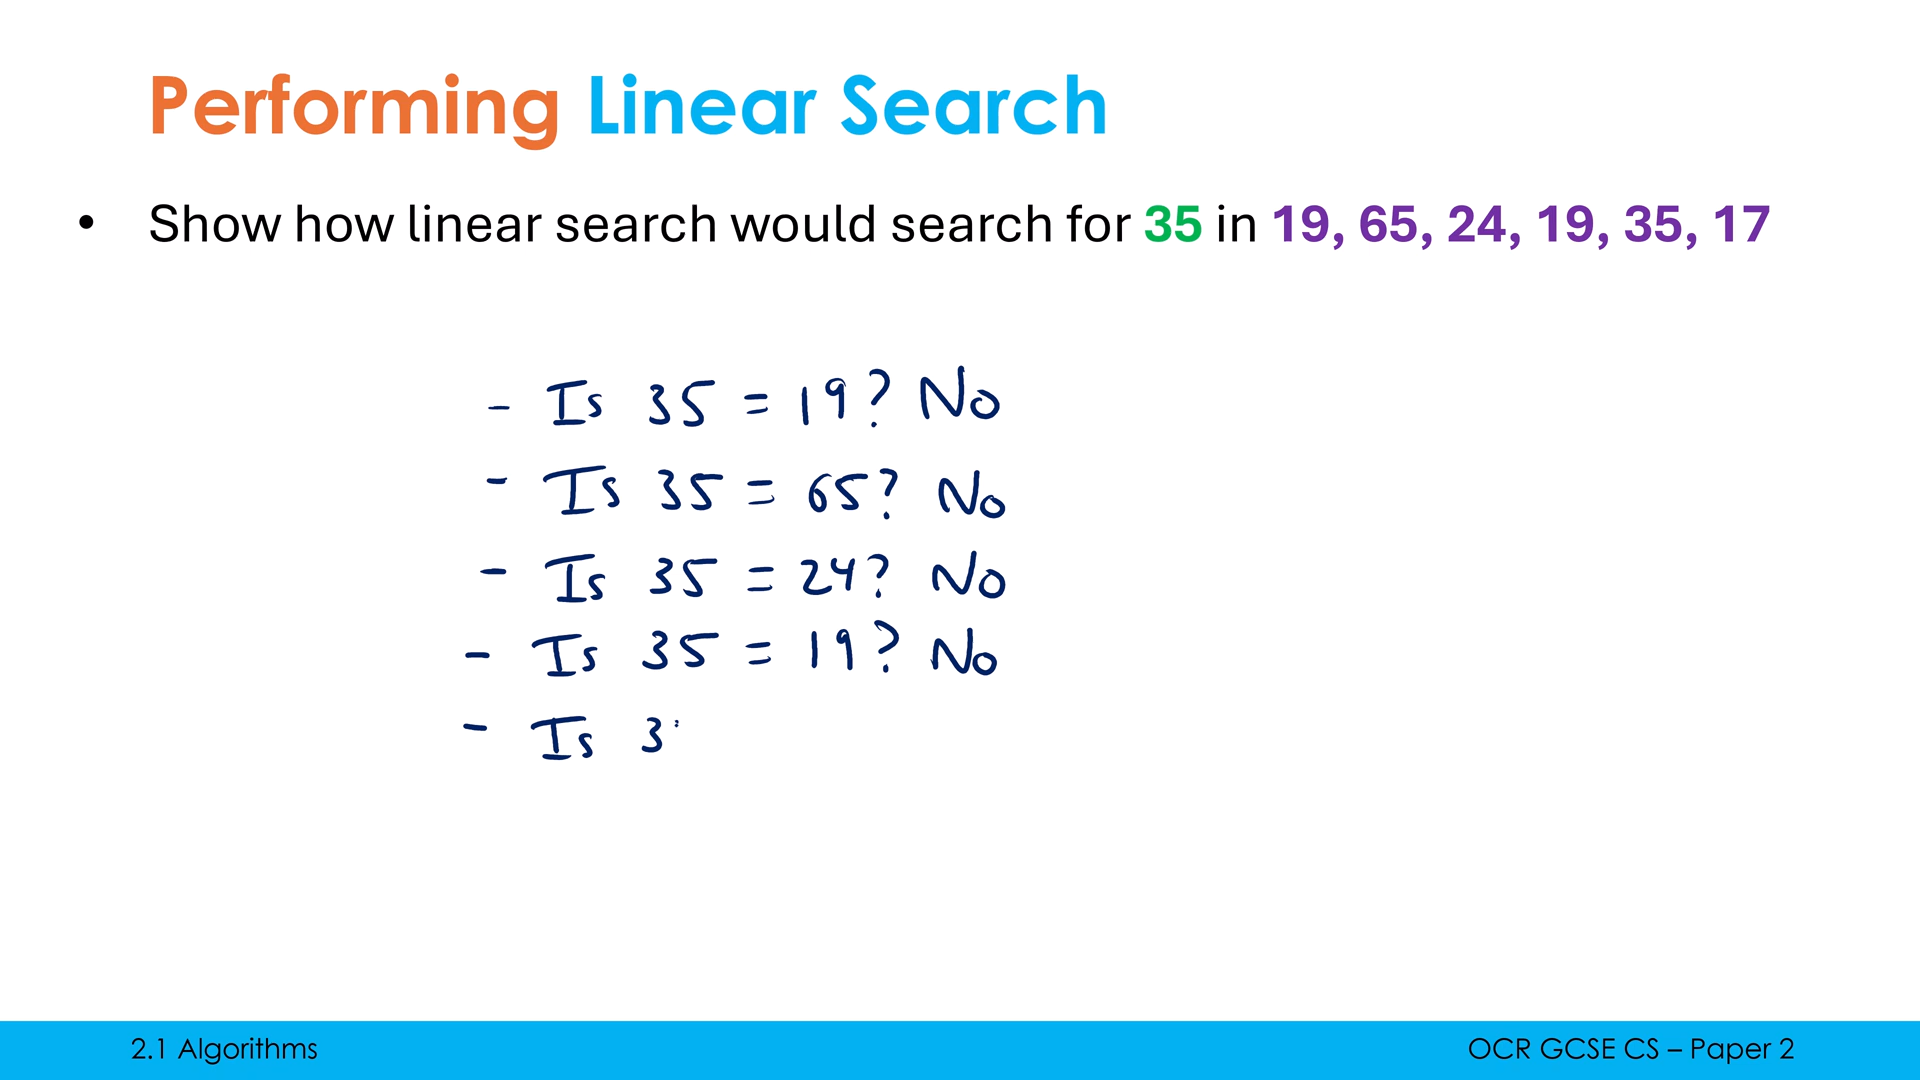 Performing Linear Search
• Show how linear search would search for 35 in 19, 65, 24, 19, 35, 17
- Is 35 = 19? No
- Is 35 = 65? No
- Is 35 = 24? No
- Is 35 = 19? No
- Is 3
2.1 Algorithms
OCR GCSE CS – Paper 2